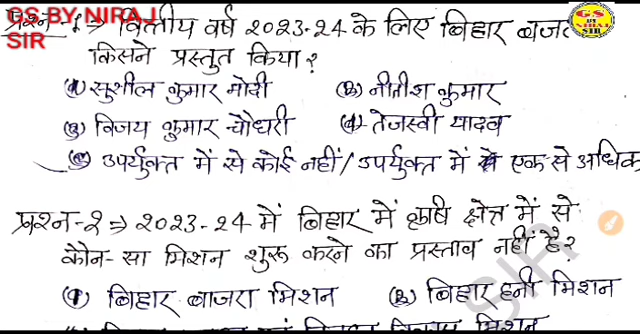 GS BY NIRAJ
SIR
प्रश्न-1 ⇒ वित्तीय वर्ष 2023-24 के लिए बिहार बजट
किसने प्रस्तुत किया?
(A) सुशील कुमार मोदी (B) नीतीश कुमार
(C) विजय कुमार चौधरी (D) तेजस्वी यादव
(E) उपर्युक्त में से कोई नहीं/उपर्युक्त में से एक से अधिक
प्रश्न-2 ⇒ 2023-24 में बिहार में कृषि क्षेत्र में से
कौन-सा मिशन शुरू करने का प्रस्ताव नहीं है?
बिहार बाजरा मिशन (B) बिहार हनी मिशन
SIR